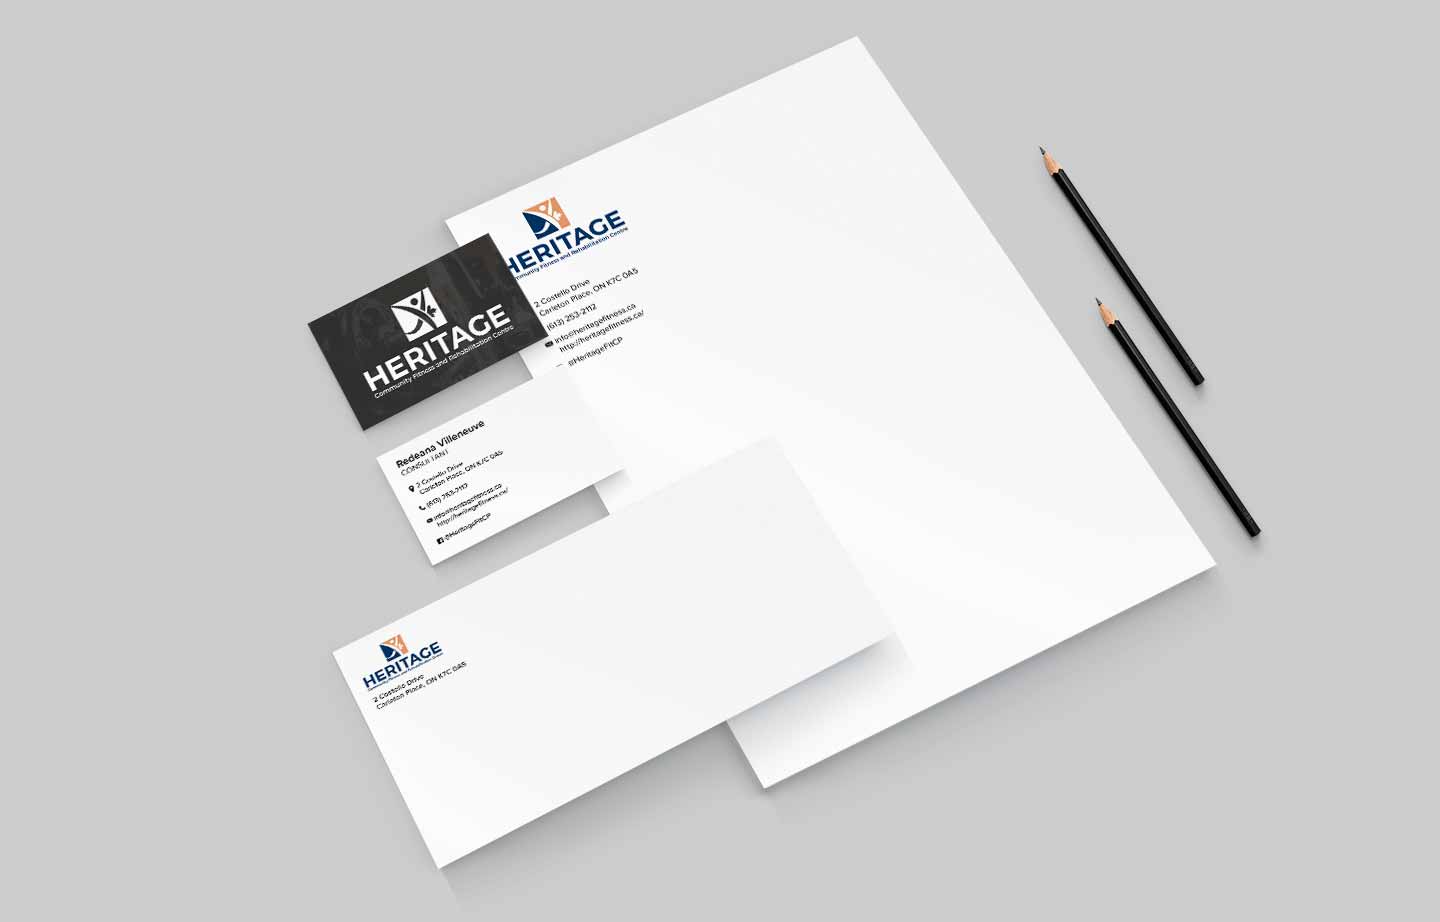 HERITAGE
Community Fitness and Rehabilitation Centre
2 Costello Drive
Carleton Place, ON K7C 0A5
(613) 253-2112
info@heritagefitness.ca
http://heritagefitness.ca/
@HeritageFitCP
HERITAGE
Community Fitness and Rehabilitation Centre
Redeana Villeneuve
CONSULTANT
2 Costello Drive
Carleton Place, ON K7C 0A5
(613) 253-2112
info@heritagefitness.ca
http://heritagefitness.ca/
@HeritageFitCP
HERITAGE
Community Fitness and Rehabilitation Centre
2 Costello Drive
Carleton Place, ON K7C 0A5